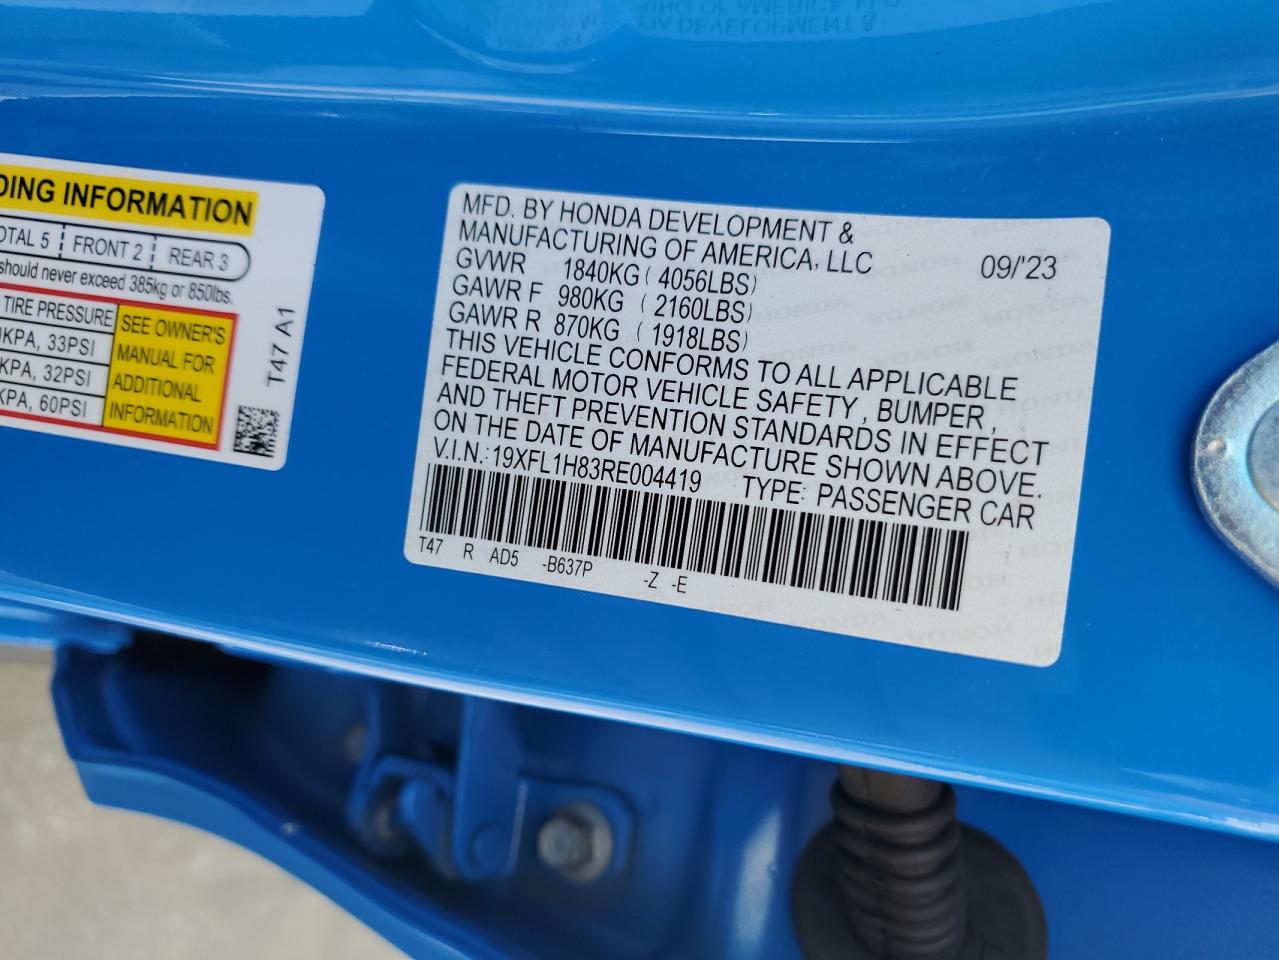 DING INFORMATION
OTAL 5 FRONT 2 REAR 3
should never exceed 385kg or 850lbs.
TIRE PRESSURE
KPA, 33PSI
KPA, 32PSI
KPA, 60PSI
SEE OWNER'S
MANUAL FOR
ADDITIONAL
INFORMATION
T47 A1
MFD. BY HONDA DEVELOPMENT &
MANUFACTURING OF AMERICA, LLC
09/'23
GVWR 1840KG ( 4056LBS)
GAWR F 980KG ( 2160LBS)
GAWR R 870KG ( 1918LBS)
THIS VEHICLE CONFORMS TO ALL APPLICABLE
FEDERAL MOTOR VEHICLE SAFETY , BUMPER ,
AND THEFT PREVENTION STANDARDS IN EFFECT
ON THE DATE OF MANUFACTURE SHOWN ABOVE.
V.I.N.: 19XFL1H83RE004419 TYPE: PASSENGER CAR
T47 R AD5 -B637P -Z -E